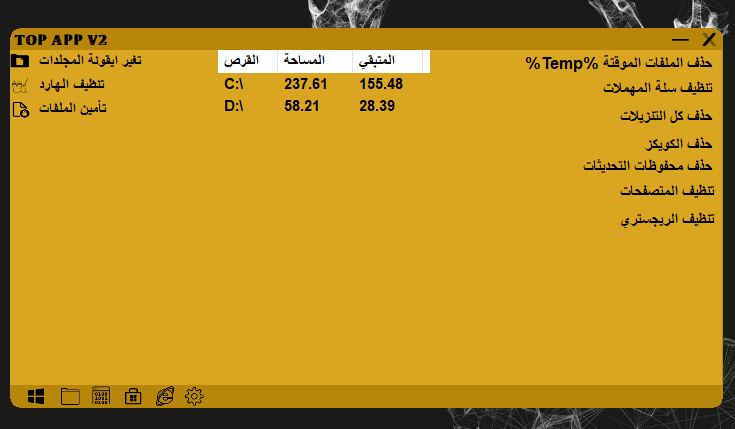 TOP APP V2
تغير ايقونة المجلدات
تنظيف الهارد
تأمين الملفات
القرص المساحة المتبقي
C:\ 237.61 155.48
D:\ 58.21 28.39
حذف الملفات الموقتة %Temp%
تنظيف سلة المهملات
حذف كل التنزيلات
حذف الكويكز
حذف محفوظات التحديثات
تنظيف المتصفحات
تنظيف الريجستري